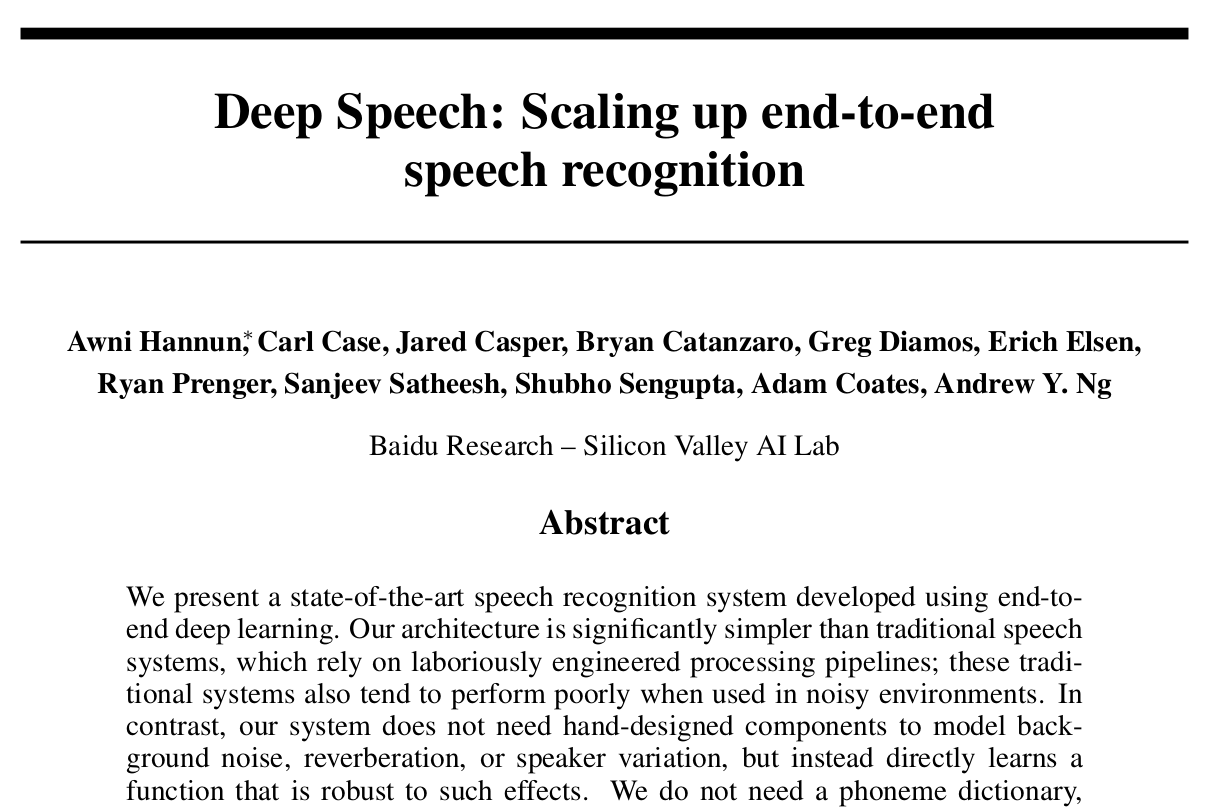 Deep Speech: Scaling up end-to-end
speech recognition
Awni Hannun,* Carl Case, Jared Casper, Bryan Catanzaro, Greg Diamos, Erich Elsen,
Ryan Prenger, Sanjeev Satheesh, Shubho Sengupta, Adam Coates, Andrew Y. Ng
Baidu Research – Silicon Valley AI Lab
Abstract
We present a state-of-the-art speech recognition system developed using end-to-
end deep learning. Our architecture is significantly simpler than traditional speech
systems, which rely on laboriously engineered processing pipelines; these tradi-
tional systems also tend to perform poorly when used in noisy environments. In
contrast, our system does not need hand-designed components to model back-
ground noise, reverberation, or speaker variation, but instead directly learns a
function that is robust to such effects. We do not need a phoneme dictionary,